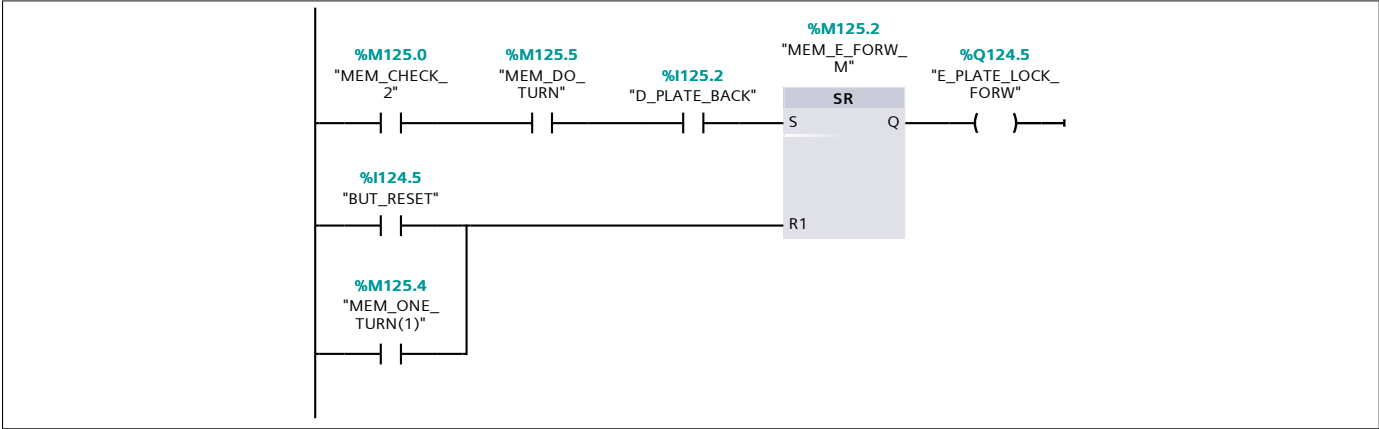 %M125.2
"MEM_E_FORW_
M"
%M125.0
"MEM_CHECK_
2"
%M125.5
"MEM_DO_
TURN"
%I125.2
"D_PLATE_BACK"
%Q124.5
"E_PLATE_LOCK_
FORW"
SR
S
Q
%I124.5
"BUT_RESET"
R1
%M125.4
"MEM_ONE_
TURN(1)"